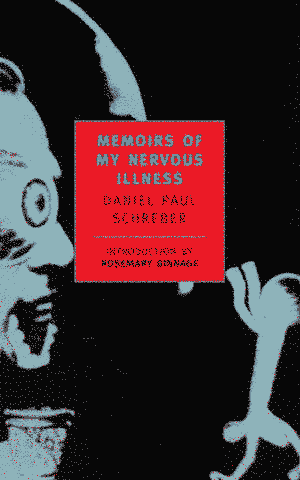 MEMOIRS OF
MY NERVOUS
ILLNESS
DANIEL PAUL
SCHREBER
INTRODUCTION BY
ROSEMARY DINNAGE